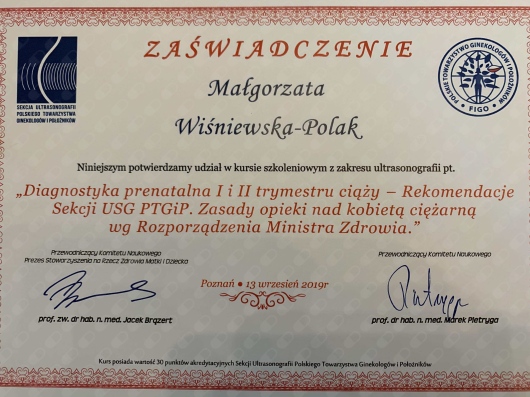 ZAŚWIADCZENIE
SEKCJA ULTRASONOGRAFII
POLSKIEGO TOWARZYSTWA
GINEKOLOGÓW I POŁOŻNIKÓW
POLSKIE TOWARZYSTWO GINEKOLOGÓW I POŁOŻNIKÓW
FIGO
Małgorzata
Wiśniewska-Polak
Niniejszym potwierdzamy udział w kursie szkoleniowym z zakresu ultrasonografii pt.
„Diagnostyka prenatalna I i II trymestru ciąży – Rekomendacje
Sekcji USG PTGiP. Zasady opieki nad kobietą ciężarną
wg Rozporządzenia Ministra Zdrowia.”
Przewodniczący Komitetu Naukowego
Prezes Stowarzyszenia na Rzecz Zdrowia Matki i Dziecka
Przewodniczący Komitetu Naukowego
Poznań • 13 wrzesień 2019r
prof. zw. dr hab. n. med. Jacek Brązert
prof. dr hab. n. med. Marek Pietryga
Kurs posiada wartość 30 punktów akredytacyjnych Sekcji Ultrasonografii Polskiego Towarzystwa Ginekologów i Położników